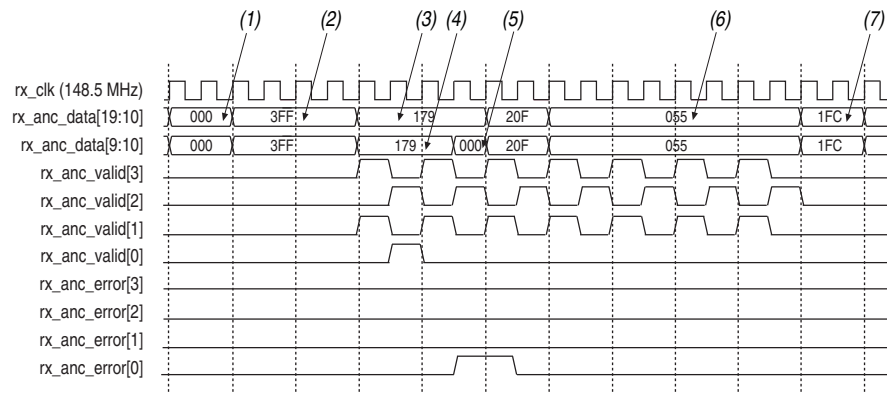 (1) (2) (3) (4) (5) (6) (7)
rx_clk (148.5 MHz)
rx_anc_data[19:10] 000 3FF 179 20F 055 1FC
rx_anc_data[9:10] 000 3FF 179 000 20F 055 1FC
rx_anc_valid[3]
rx_anc_valid[2]
rx_anc_valid[1]
rx_anc_valid[0]
rx_anc_error[3]
rx_anc_error[2]
rx_anc_error[1]
rx_anc_error[0]